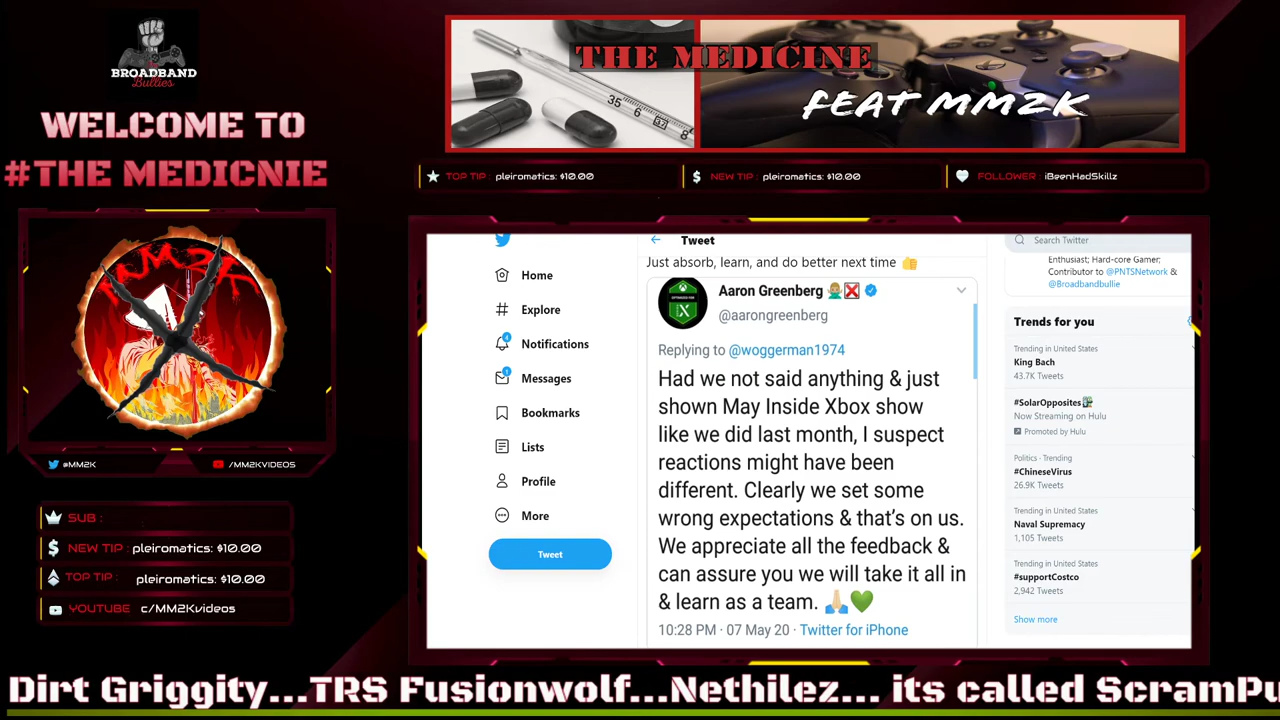 BROADBAND
Bullies
WELCOME TO
#THE MEDICNIE
MM2K
@MM2K
/MM2KVIDEOS
SUB :
NEW TIP : pleiromatics: $10.00
TOP TIP : pleiromatics: $10.00
YOUTUBE c/MM2Kvideos
THE MEDICINE
FEAT MM2K
35
6
37
8
TOP TIP: pleiromatics: $10.00
NEW TIP: pleiromatics: $10.00
FOLLOWER : iBeenHadSkillz
Home
Explore
4
Notifications
1
Messages
Bookmarks
Lists
Profile
More
Tweet
Tweet
Just absorb, learn, and do better next time 👍
Aaron Greenberg 🙅🏼‍♂️❎
@aarongreenberg
Replying to @woggerman1974
Had we not said anything & just
shown May Inside Xbox show
like we did last month, I suspect
reactions might have been
different. Clearly we set some
wrong expectations & that's on us.
We appreciate all the feedback &
can assure you we will take it all in
& learn as a team. 🙏🏼💚
10:28 PM · 07 May 20 · Twitter for iPhone
Search Twitter
Enthusiast; Hard-core Gamer;
Contributor to @PNTSNetwork &
@Broadbandbullie
Trends for you
Trending in United States
King Bach
43.7K Tweets
#SolarOpposites
Now Streaming on Hulu
Promoted by Hulu
Politics · Trending
#ChineseVirus
26.9K Tweets
Trending in United States
Naval Supremacy
1,105 Tweets
Trending in United States
#supportCostco
2,942 Tweets
Show more
Dirt Griggity...TRS Fusionwolf...Nethilez... its called ScramPu